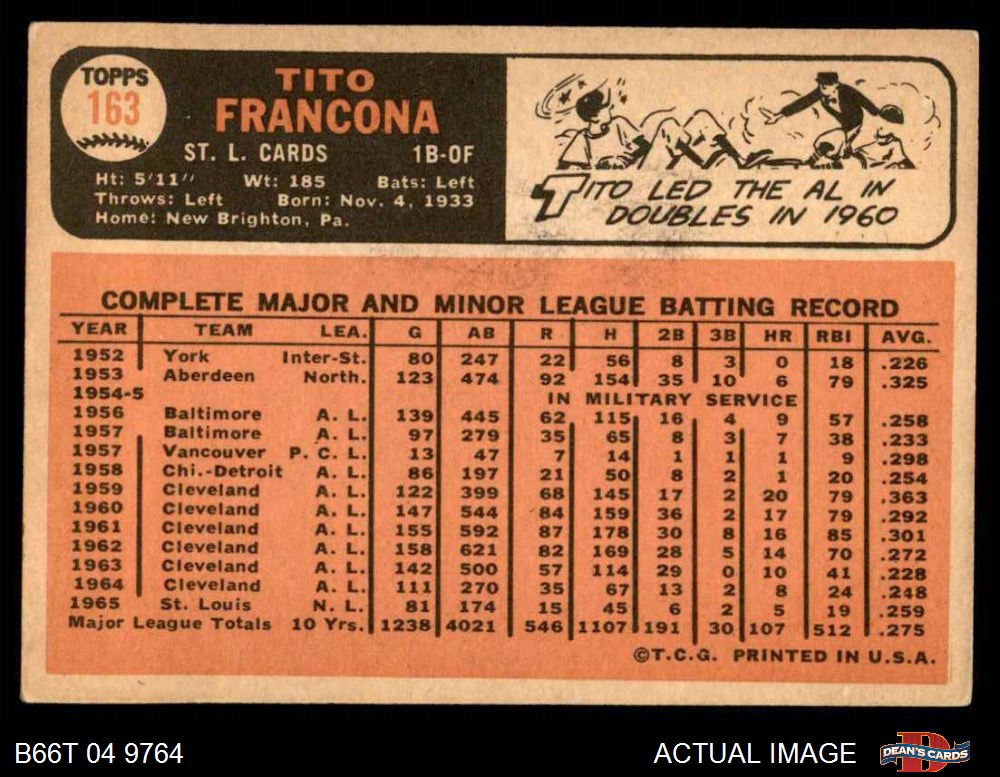 TOPPS
163
TITO
FRANCONA
ST. L. CARDS 1B-OF
Ht: 5'11" Wt: 185 Bats: Left
Throws: Left Born: Nov. 4, 1933
Home: New Brighton, Pa.
TITO LED THE AL IN
DOUBLES IN 1960
COMPLETE MAJOR AND MINOR LEAGUE BATTING RECORD
YEAR TEAM LEA. G AB R H 2B 3B HR RBI AVG.
1952 York Inter-St. 80 247 22 56 8 3 0 18 .226
1953 Aberdeen North. 123 474 92 154 35 10 6 79 .325
1954-5 IN MILITARY SERVICE
1956 Baltimore A. L. 139 445 62 115 16 4 9 57 .258
1957 Baltimore A. L. 97 279 35 65 8 3 7 38 .233
1957 Vancouver P. C. L. 13 47 7 14 1 1 1 9 .298
1958 Chi.-Detroit A. L. 86 197 21 50 8 2 1 20 .254
1959 Cleveland A. L. 122 399 68 145 17 2 20 79 .363
1960 Cleveland A. L. 147 544 84 159 36 2 17 79 .292
1961 Cleveland A. L. 155 592 87 178 30 8 16 85 .301
1962 Cleveland A. L. 158 621 82 169 28 5 14 70 .272
1963 Cleveland A. L. 142 500 57 114 29 0 10 41 .228
1964 Cleveland A. L. 111 270 35 67 13 2 8 24 .248
1965 St. Louis N. L. 81 174 15 45 6 2 5 19 .259
Major League Totals 10 Yrs. 1238 4021 546 1107 191 30 107 512 .275
©T.C.G. PRINTED IN U.S.A.
B66T 04 9764 ACTUAL IMAGE
D
DEAN'S CARDS